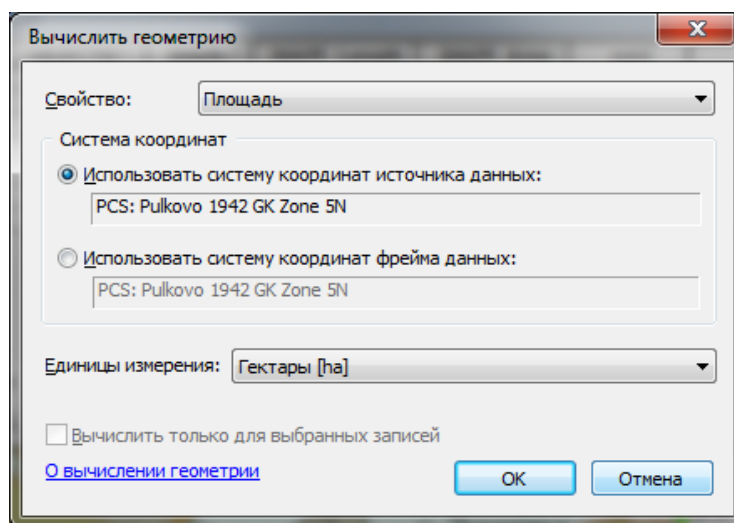 Вычислить геометрию
Свойство: Площадь
Система координат
Использовать систему координат источника данных:
PCS: Pulkovo 1942 GK Zone 5N
Использовать систему координат фрейма данных:
PCS: Pulkovo 1942 GK Zone 5N
Единицы измерения: Гектары [ha]
Вычислить только для выбранных записей
О вычислении геометрии OK Отмена